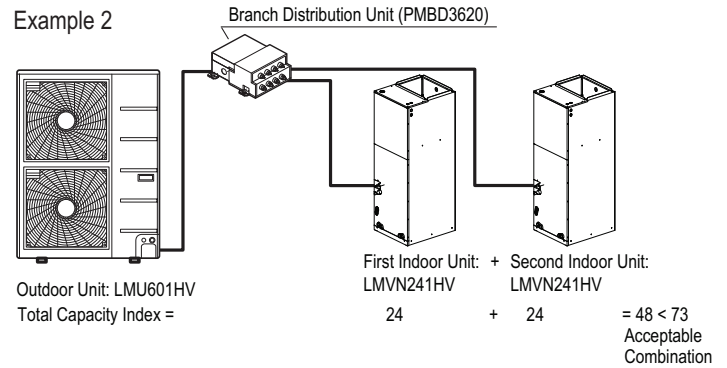 Example 2
Branch Distribution Unit (PMBD3620)
First Indoor Unit: + Second Indoor Unit:
LMVN241HV LMVN241HV
Outdoor Unit: LMU601HV
Total Capacity Index = 24 + 24 = 48 < 73
Acceptable
Combination